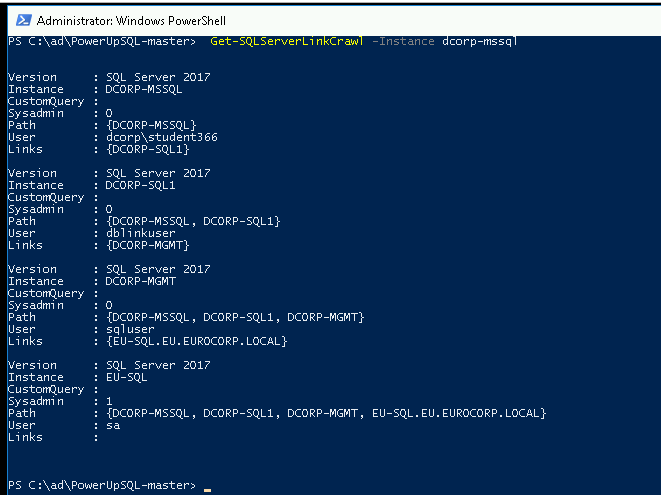 Administrator: Windows PowerShell
PS C:\ad\PowerUpSQL-master>  Get-SQLServerLinkCrawl -Instance dcorp-mssql
Version     : SQL Server 2017
Instance    : DCORP-MSSQL
CustomQuery :
Sysadmin    : 0
Path        : {DCORP-MSSQL}
User        : dcorp\student366
Links       : {DCORP-SQL1}
Version     : SQL Server 2017
Instance    : DCORP-SQL1
CustomQuery :
Sysadmin    : 0
Path        : {DCORP-MSSQL, DCORP-SQL1}
User        : dblinkuser
Links       : {DCORP-MGMT}
Version     : SQL Server 2017
Instance    : DCORP-MGMT
CustomQuery :
Sysadmin    : 0
Path        : {DCORP-MSSQL, DCORP-SQL1, DCORP-MGMT}
User        : sqluser
Links       : {EU-SQL.EU.EUROCORP.LOCAL}
Version     : SQL Server 2017
Instance    : EU-SQL
CustomQuery :
Sysadmin    : 1
Path        : {DCORP-MSSQL, DCORP-SQL1, DCORP-MGMT, EU-SQL.EU.EUROCORP.LOCAL}
User        : sa
Links       :
PS C:\ad\PowerUpSQL-master> _